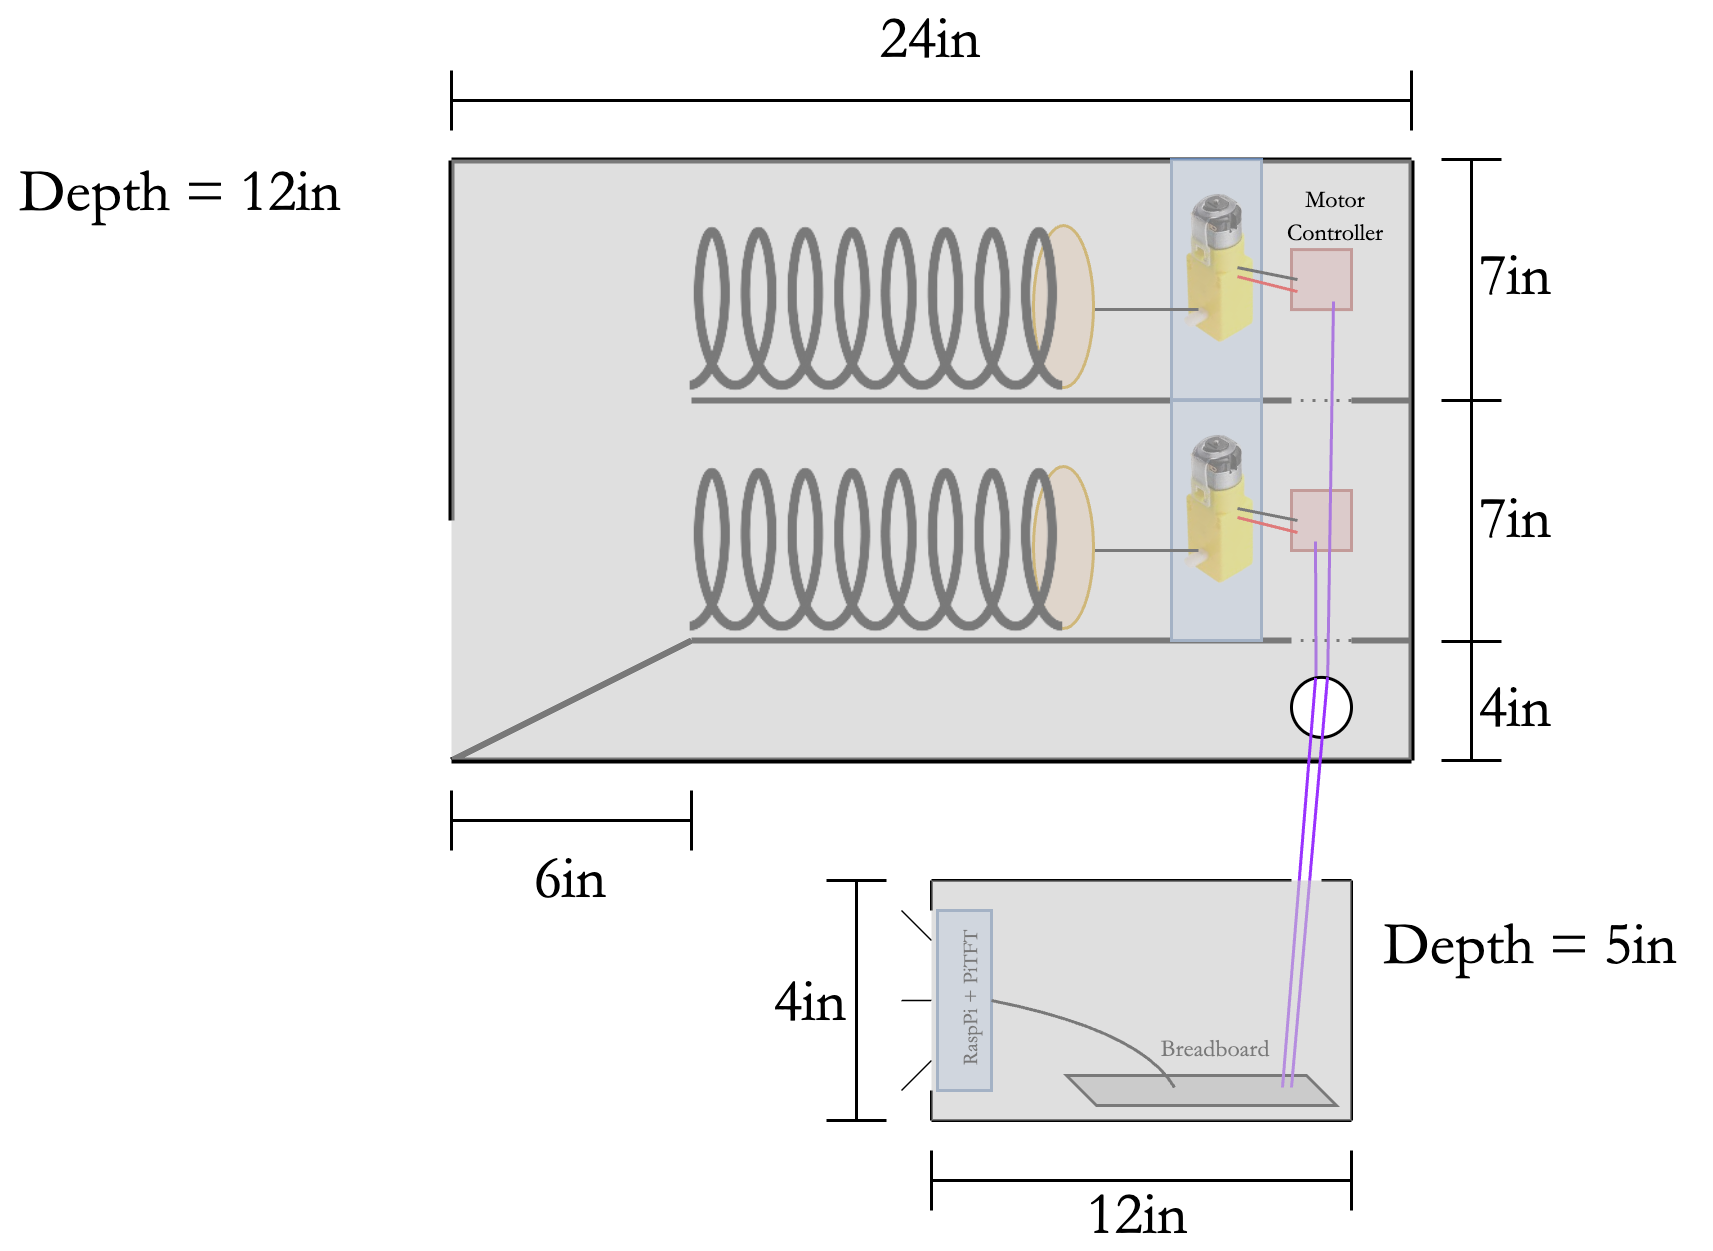 24in
Depth = 12in
Motor
Controller
7in
7in
4in
6in
Depth = 5in
4in
RaspPi + PiTFT
Breadboard
12in